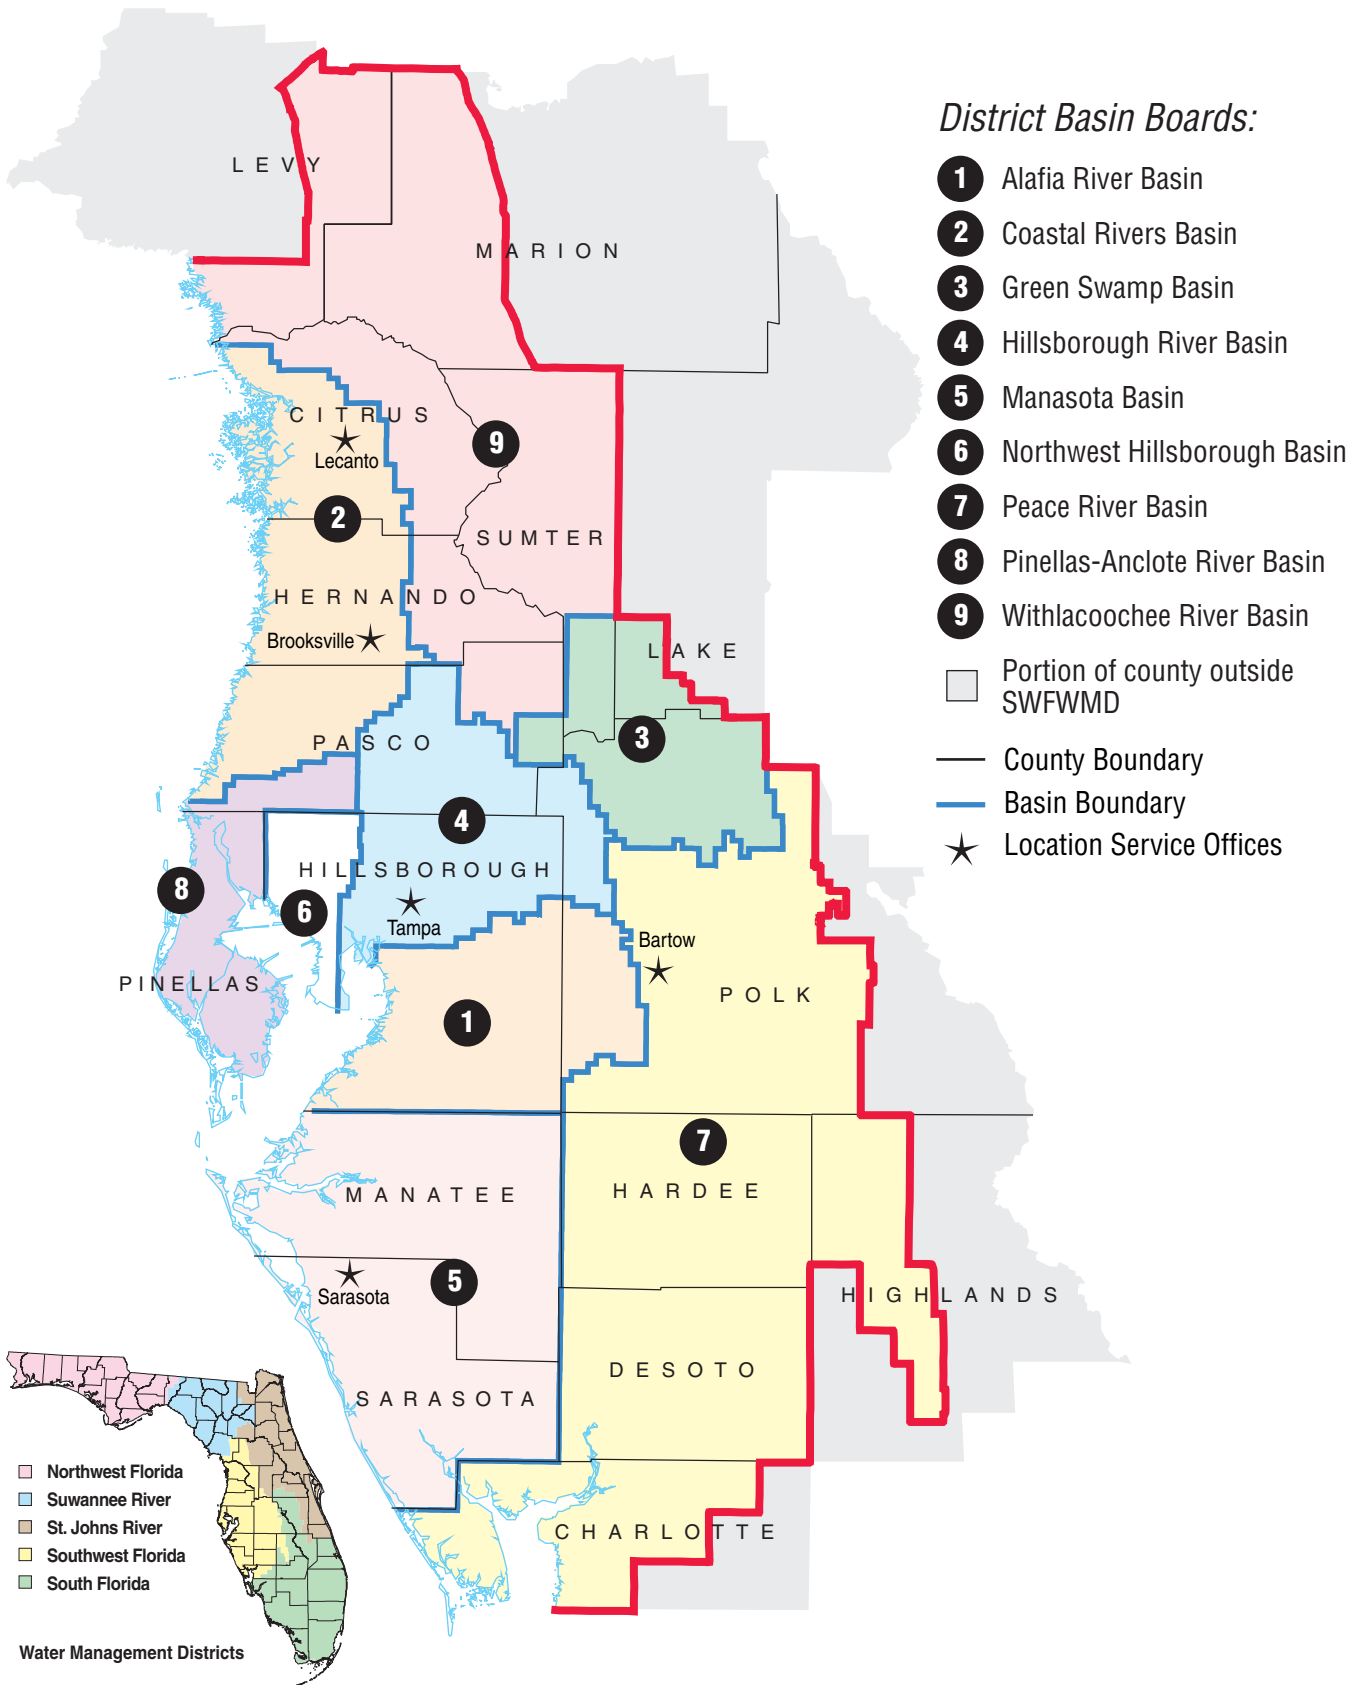 District Basin Boards:
1 Alafia River Basin
2 Coastal Rivers Basin
3 Green Swamp Basin
4 Hillsborough River Basin
5 Manasota Basin
6 Northwest Hillsborough Basin
7 Peace River Basin
8 Pinellas-Anclote River Basin
9 Withlacoochee River Basin
Portion of county outside
SWFWMD
County Boundary
Basin Boundary
Location Service Offices
LEVY
MARION
CITRUS
Lecanto
9
2
SUMTER
HERNANDO
Brooksville
LAKE
PASCO
3
4
HILLSBOROUGH
8
6
Tampa
Bartow
PINELLAS
POLK
1
7
MANATEE
HARDEE
5
Sarasota
HIGHLANDS
DESOTO
SARASOTA
CHARLOTTE
Northwest Florida
Suwannee River
St. Johns River
Southwest Florida
South Florida
Water Management Districts